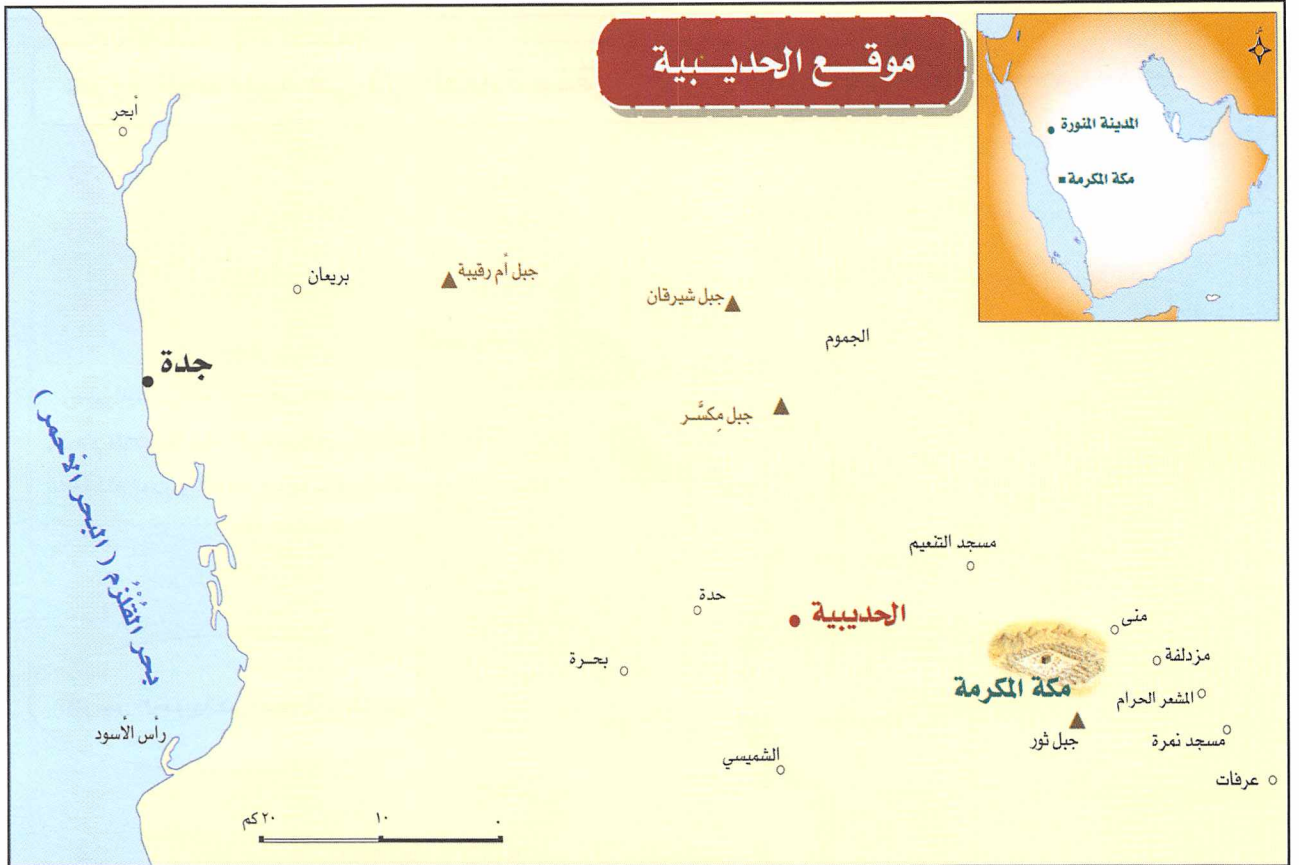 موقع الحديبية
ش
المدينة المنورة
مكة المكرمة
أبحر
بريعان
جبل أم رقيبة
جبل شيرقان
الجموم
جدة
جبل مِكسَّر
بحر القُلْزُم ( البحر الأحمر )
مسجد التنعيم
حدة
الحديبية
منى
بحرة
مزدلفة
مكة المكرمة
المشعر الحرام
رأس الأسود
جبل ثور
مسجد نمرة
الشميسي
عرفات
٢٠ كم ١٠ ٠